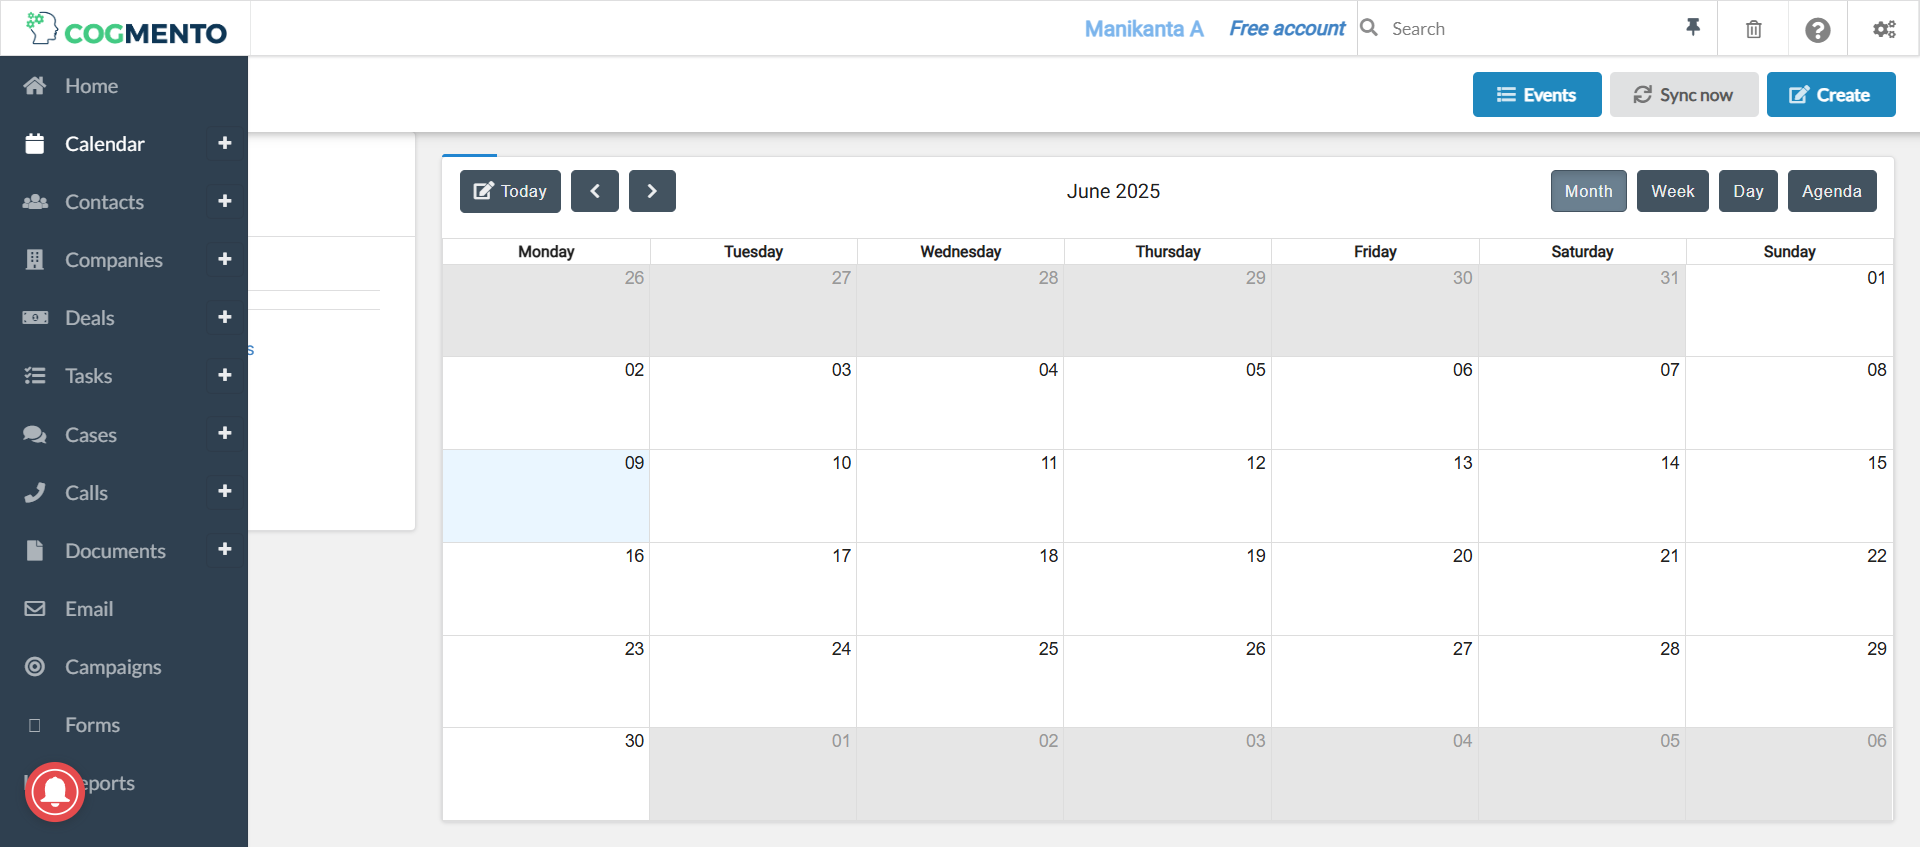 COGMENTO
Manikanta A Free account Search
Home
Calendar
Contacts
Companies
Deals
Tasks
Cases
Calls
Documents
Email
Campaigns
Forms
eports
s
Events Sync now Create
Today June 2025 Month Week Day Agenda
Monday Tuesday Wednesday Thursday Friday Saturday Sunday
26 27 28 29 30 31 01
02 03 04 05 06 07 08
09 10 11 12 13 14 15
16 17 18 19 20 21 22
23 24 25 26 27 28 29
30 01 02 03 04 05 06